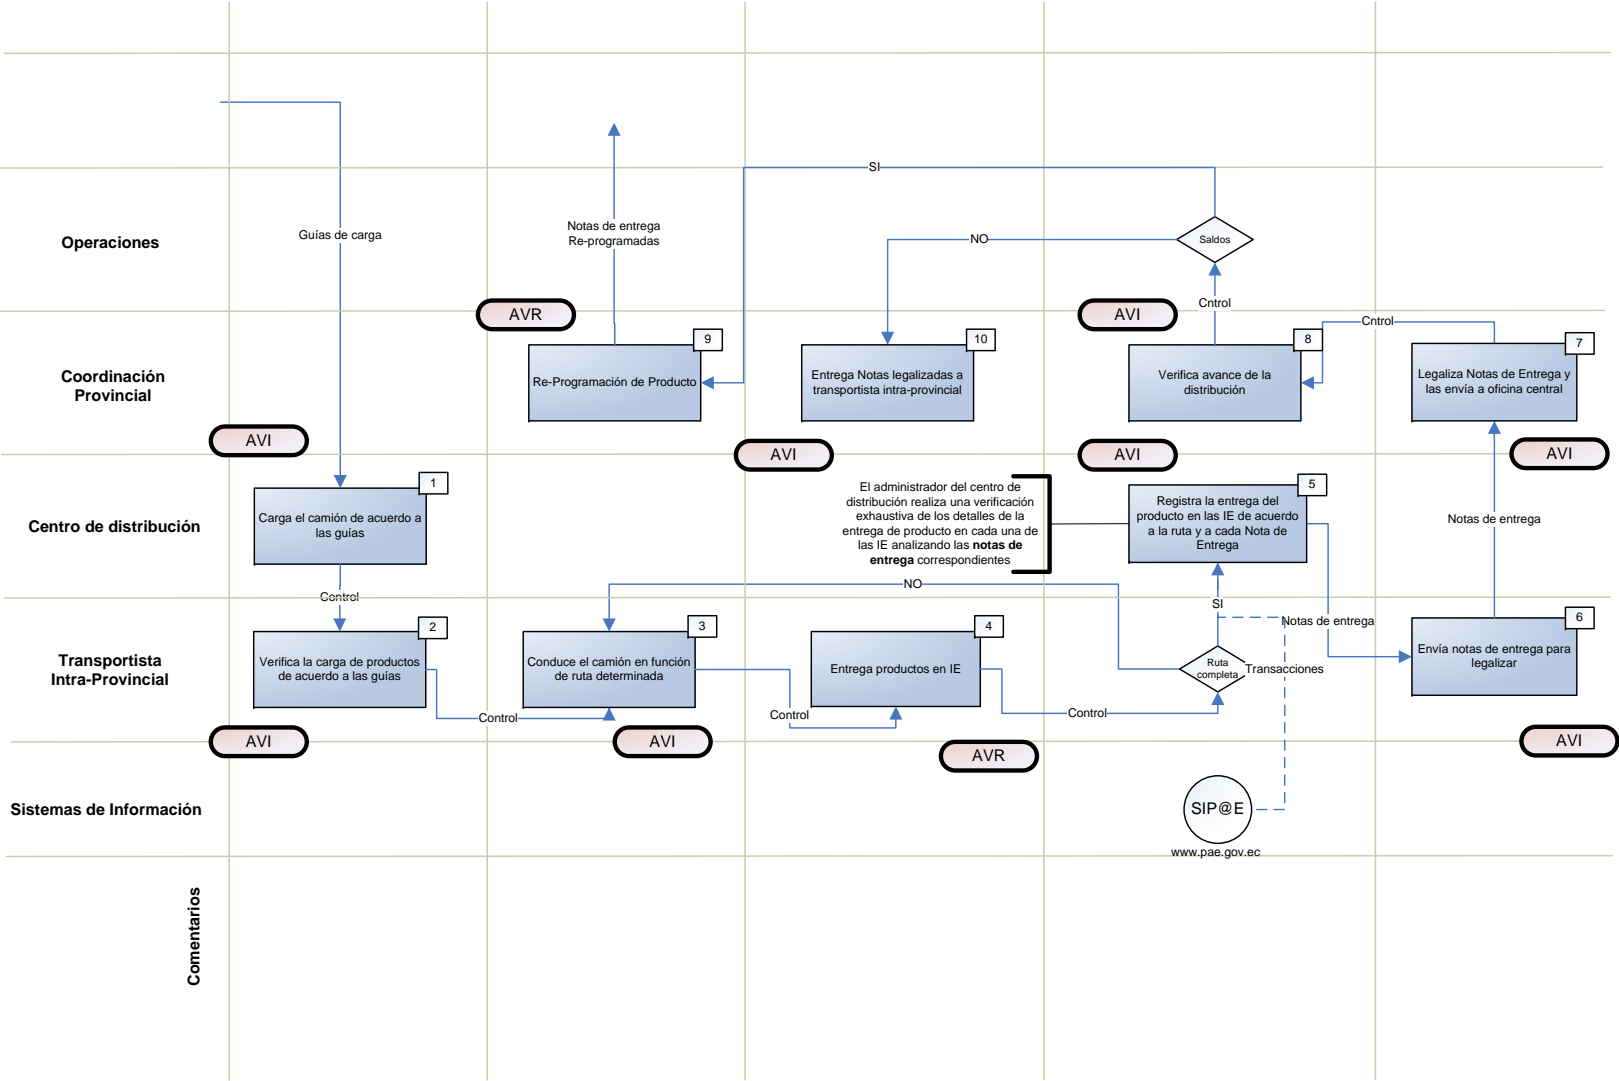 SI
Notas de entrega
Re-programadas
Operaciones
Guías de carga
NO
Saldos
Cntrol
AVR
AVI
Cntrol
9
10
8
7
Coordinación
Provincial
Re-Programación de Producto
Entrega Notas legalizadas a
transportista intra-provincial
Verifica avance de la
distribución
Legaliza Notas de Entrega y
las envía a oficina central
AVI
AVI
AVI
AVI
1
5
Centro de distribución
Carga el camión de acuerdo a
las guías
El administrador del centro de
distribución realiza una verificación
exhaustiva de los detalles de la
entrega de producto en cada una de
las IE analizando las notas de
entrega correspondientes
Registra la entrega del
producto en las IE de acuerdo
a la ruta y a cada Nota de
Entrega
Notas de entrega
Control
NO
SI
Notas de entrega
2
3
4
6
Transportista
Intra-Provincial
Verifica la carga de productos
de acuerdo a las guías
Conduce el camión en función
de ruta determinada
Entrega productos en IE
Ruta
completa
Transacciones
Envía notas de entrega para
legalizar
Control
Control
Control
AVI
AVI
AVR
AVI
Sistemas de Información
SIP@E
www.pae.gov.ec
Comentarios